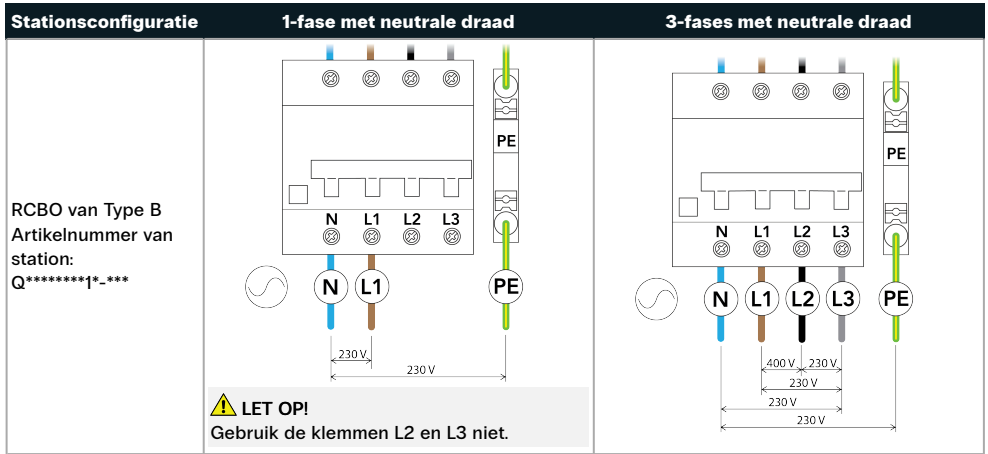 Stationsconfiguratie
1-fase met neutrale draad
3-fases met neutrale draad
RCBO van Type B
Artikelnummer van
station:
Q********1*-***
PE
N L1 L2 L3
N L1 PE
230 V
230 V
LET OP!
Gebruik de klemmen L2 en L3 niet.
PE
N L1 L2 L3
N L1 L2 L3 PE
400 V 230 V
230 V
230 V
230 V